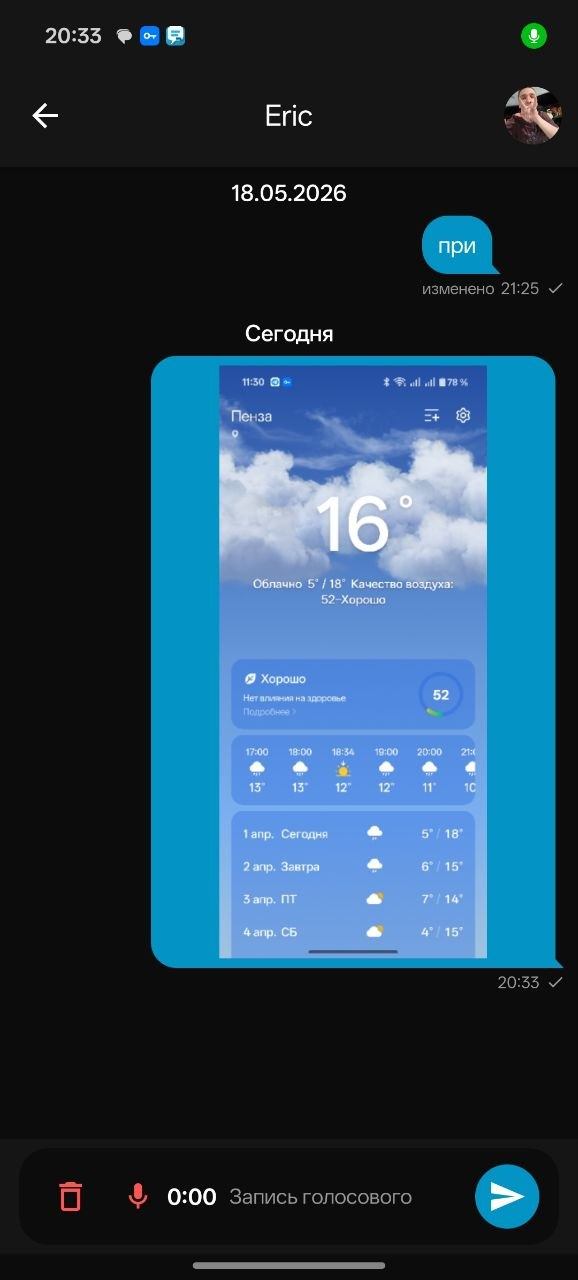 20:33
Eric
18.05.2026
при
изменено 21:25
Сегодня
11:30 78 %
Пенза
16°
Облачно 5° / 18° Качество воздуха:
52-Хорошо
Хорошо
Нет влияния на здоровье
Подробнее >
52
17:00 18:00 18:34 19:00 20:00 21:0
13° 13° 12° 12° 11° 10
1 апр. Сегодня 5° / 18°
2 апр. Завтра 6° / 15°
3 апр. ПТ 7° / 14°
4 апр. СБ 4° / 15°
20:33
0:00 Запись голосового